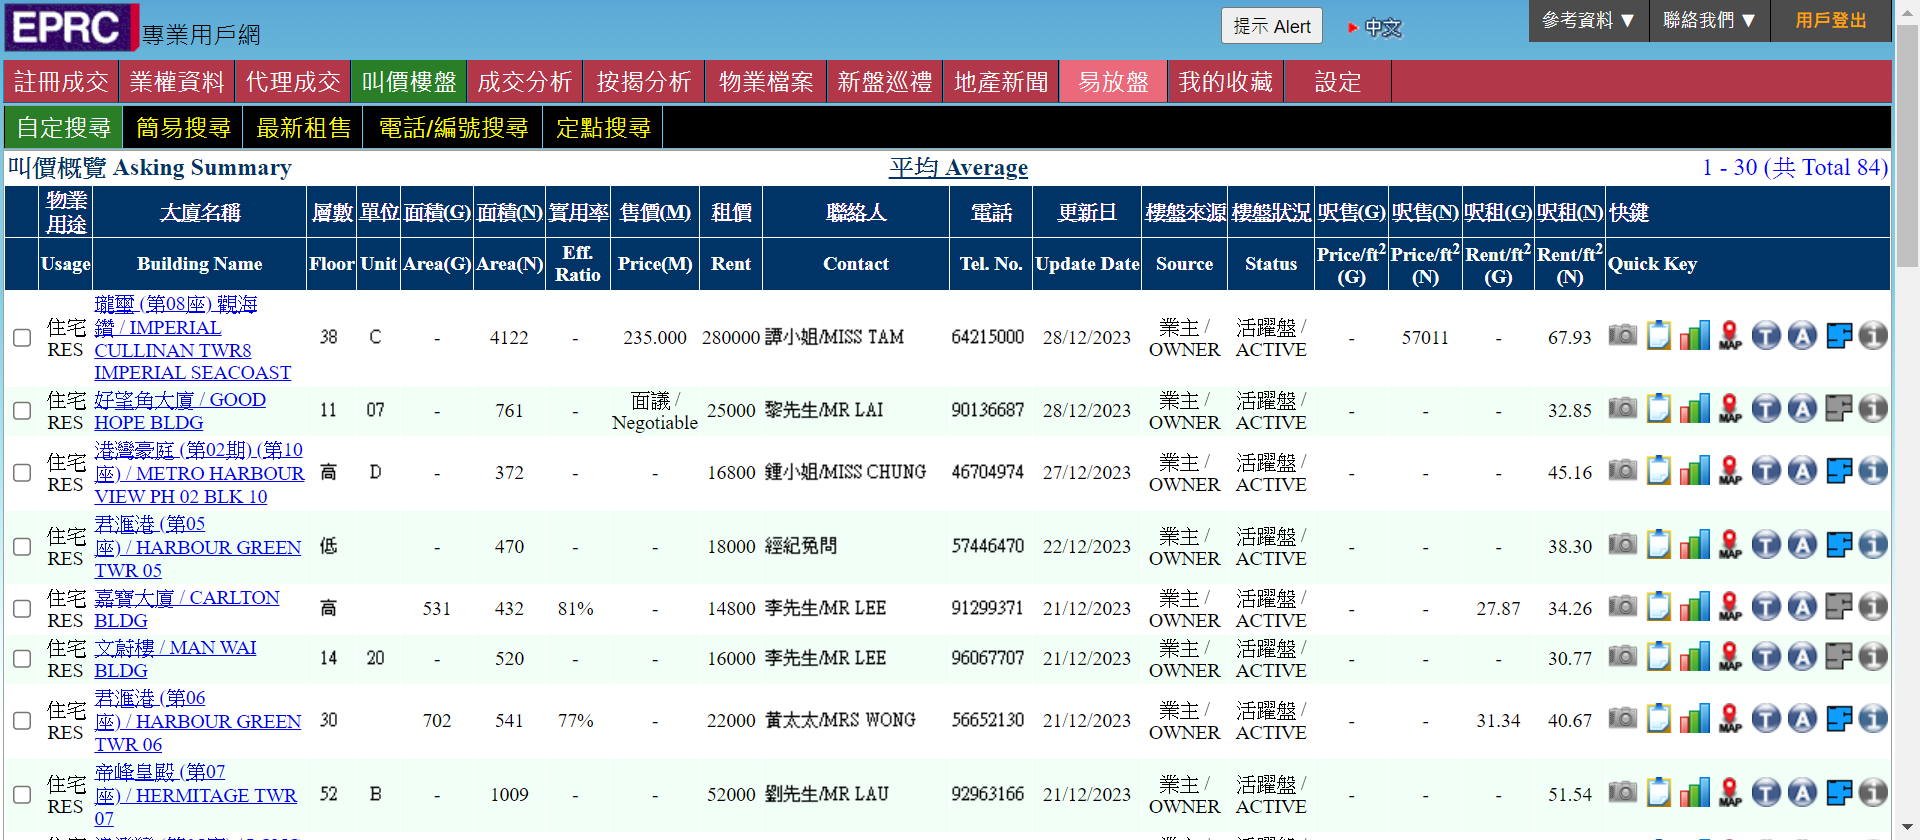 EPRC 專業用戶網
提示 Alert
中文
參考資料 ▼ 聯絡我們 ▼ 用戶登出
註冊成交 業權資料 代理成交 叫價樓盤 成交分析 按揭分析 物業檔案 新盤巡禮 地產新聞 易放盤 我的收藏 設定
自定搜尋 簡易搜尋 最新租售 電話/編號搜尋 定點搜尋
叫價概覽 Asking Summary 平均 Average 1 - 30 (共 Total 84)
物業用途 大廈名稱 層數 單位 面積(G) 面積(N) 實用率 售價(M) 租價 聯絡人 電話 更新日 樓盤來源 樓盤狀況 呎售(G) 呎售(N) 呎租(G) 呎租(N) 快鍵
Usage Building Name Floor Unit Area(G) Area(N) Eff. Ratio Price(M) Rent Contact Tel. No. Update Date Source Status Price/ft² (G) Price/ft² (N) Rent/ft² (G) Rent/ft² (N) Quick Key
住宅 RES 瓏璽 (第08座) 觀海鑽 / IMPERIAL CULLINAN TWR8 IMPERIAL SEACOAST 38 C - 4122 - 235.000 280000 譚小姐/MISS TAM 64215000 28/12/2023 業主 / OWNER 活躍盤 / ACTIVE - 57011 - 67.93 MAP T A i
住宅 RES 好望角大廈 / GOOD HOPE BLDG 11 07 - 761 - 面議 / Negotiable 25000 黎先生/MR LAI 90136687 28/12/2023 業主 / OWNER 活躍盤 / ACTIVE - - - 32.85 MAP T A i
住宅 RES 港灣豪庭 (第02期) (第10座) / METRO HARBOUR VIEW PH 02 BLK 10 高 D - 372 - - 16800 鍾小姐/MISS CHUNG 46704974 27/12/2023 業主 / OWNER 活躍盤 / ACTIVE - - - 45.16 MAP T A i
住宅 RES 君滙港 (第05座) / HARBOUR GREEN TWR 05 低 - 470 - - 18000 經紀免問 57446470 22/12/2023 業主 / OWNER 活躍盤 / ACTIVE - - - 38.30 MAP T A i
住宅 RES 嘉寶大廈 / CARLTON BLDG 高 531 432 81% - 14800 李先生/MR LEE 91299371 21/12/2023 業主 / OWNER 活躍盤 / ACTIVE - - 27.87 34.26 MAP T A i
住宅 RES 文蔚樓 / MAN WAI BLDG 14 20 - 520 - - 16000 李先生/MR LEE 96067707 21/12/2023 業主 / OWNER 活躍盤 / ACTIVE - - - 30.77 MAP T A i
住宅 RES 君滙港 (第06座) / HARBOUR GREEN TWR 06 30 702 541 77% - 22000 黃太太/MRS WONG 56652130 21/12/2023 業主 / OWNER 活躍盤 / ACTIVE - - 31.34 40.67 MAP T A i
住宅 RES 帝峰皇殿 (第07座) / HERMITAGE TWR 07 52 B - 1009 - - 52000 劉先生/MR LAU 92963166 21/12/2023 業主 / OWNER 活躍盤 / ACTIVE - - - 51.54 MAP T A i